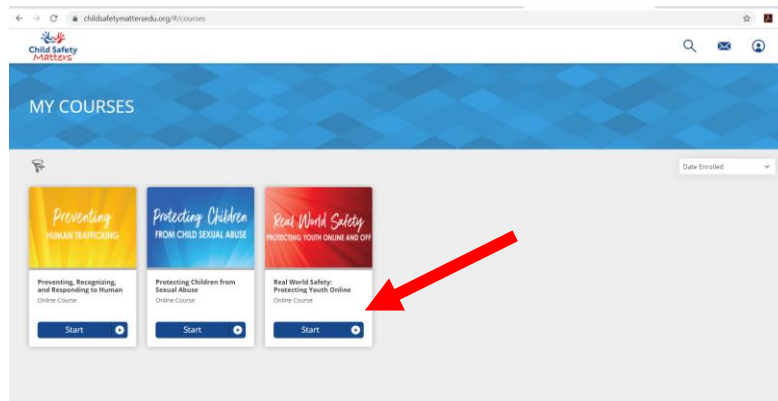 childsafetymattersedu.org/#/courses
Child Safety
Matters
MY COURSES
Date Enrolled
Preventing
HUMAN TRAFFICKING
Preventing, Recognizing,
and Responding to Human
Online Course
Start
Protecting Children
FROM CHILD SEXUAL ABUSE
Protecting Children from
Sexual Abuse
Online Course
Start
Real World Safety
PROTECTING YOUTH ONLINE AND OFF
Real World Safety:
Protecting Youth Online
Online Course
Start